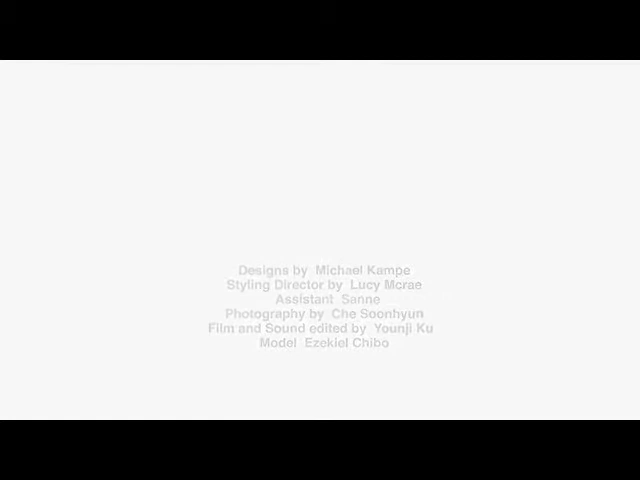 Designs by  Michael Kampe
Styling Director by  Lucy Mcrae
Assistant  Sanne
Photography by  Che Soonhyun
Film and Sound edited by  Younji Ku
Model  Ezekiel Chibo